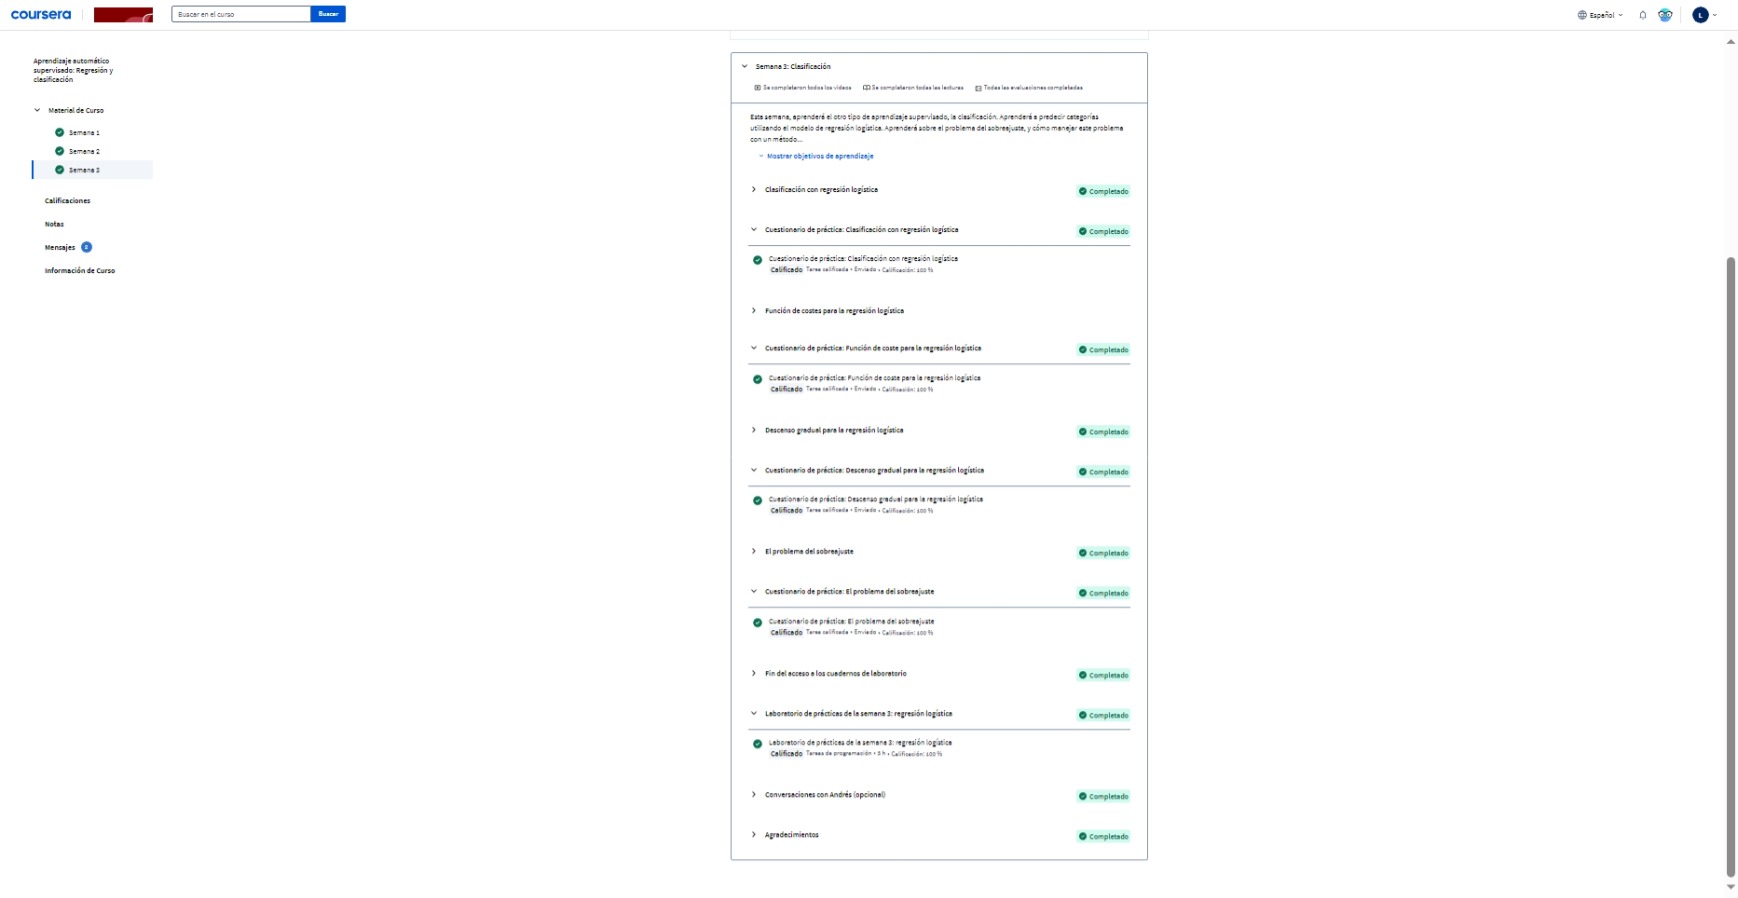 coursera
Buscar en el curso
Buscar
Español
L
Aprendizaje automático
supervisado: Regresión y
clasificación
Material de Curso
Semana 1
Semana 2
Semana 3
Calificaciones
Notas
Mensajes 2
Información de Curso
Semana 3: Clasificación
Se completaron todos los videos
Se completaron todas las lecturas
Todas las evaluaciones completadas
Esta semana, aprenderá el otro tipo de aprendizaje supervisado, la clasificación. Aprenderá a predecir categorías
utilizando el modelo de regresión logística. Aprenderá sobre el problema del sobreajuste, y cómo manejar este problema
con un método...
Mostrar objetivos de aprendizaje
Clasificación con regresión logística
Completado
Cuestionario de práctica: Clasificación con regresión logística
Completado
Cuestionario de práctica: Clasificación con regresión logística
Calificado Tarea calificada • Enviado • Calificación: 100 %
Función de costes para la regresión logística
Cuestionario de práctica: Función de coste para la regresión logística
Completado
Cuestionario de práctica: Función de coste para la regresión logística
Calificado Tarea calificada • Enviado • Calificación: 100 %
Descenso gradual para la regresión logística
Completado
Cuestionario de práctica: Descenso gradual para la regresión logística
Completado
Cuestionario de práctica: Descenso gradual para la regresión logística
Calificado Tarea calificada • Enviado • Calificación: 100 %
El problema del sobreajuste
Completado
Cuestionario de práctica: El problema del sobreajuste
Completado
Cuestionario de práctica: El problema del sobreajuste
Calificado Tarea calificada • Enviado • Calificación: 100 %
Fin del acceso a los cuadernos de laboratorio
Completado
Laboratorio de prácticas de la semana 3: regresión logística
Completado
Laboratorio de prácticas de la semana 3: regresión logística
Calificado Tareas de programación • 3 h • Calificación: 100 %
Conversaciones con Andrés (opcional)
Completado
Agradecimientos
Completado